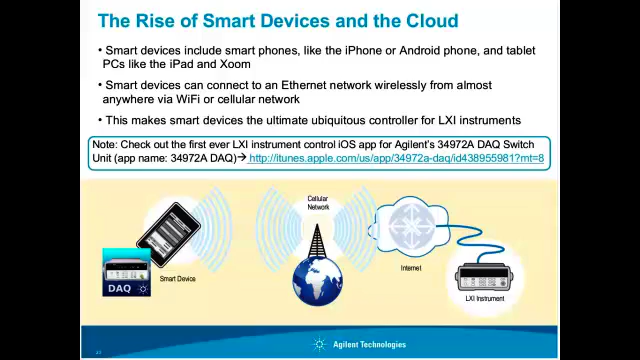 The Rise of Smart Devices and the Cloud
• Smart devices include smart phones, like the iPhone or Android phone, and tablet
PCs like the iPad and Xoom
• Smart devices can connect to an Ethernet network wirelessly from almost
anywhere via WiFi or cellular network
• This makes smart devices the ultimate ubiquitous controller for LXI instruments
Note: Check out the first ever LXI instrument control iOS app for Agilent's 34972A DAQ Switch
Unit (app name: 34972A DAQ)→ http://itunes.apple.com/us/app/34972a-daq/id438955981?mt=8
Cellular
Network
Internet
Smart Device
DAQ
LXI Instrument
Agilent Technologies